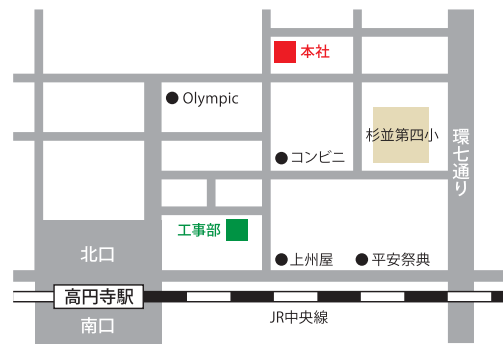 本社
Olympic
杉並第四小
環七通り
コンビニ
工事部
北口
上州屋
平安祭典
高円寺駅
南口
JR中央線